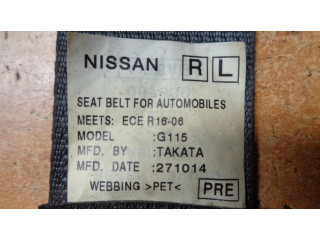 NISSAN R L
SEAT BELT FOR AUTOMOBILES
MEETS: ECE R16-06
MODEL :G115
MFD. BY :TAKATA
MFD. DATE :271014
WEBBING >PET< PRE